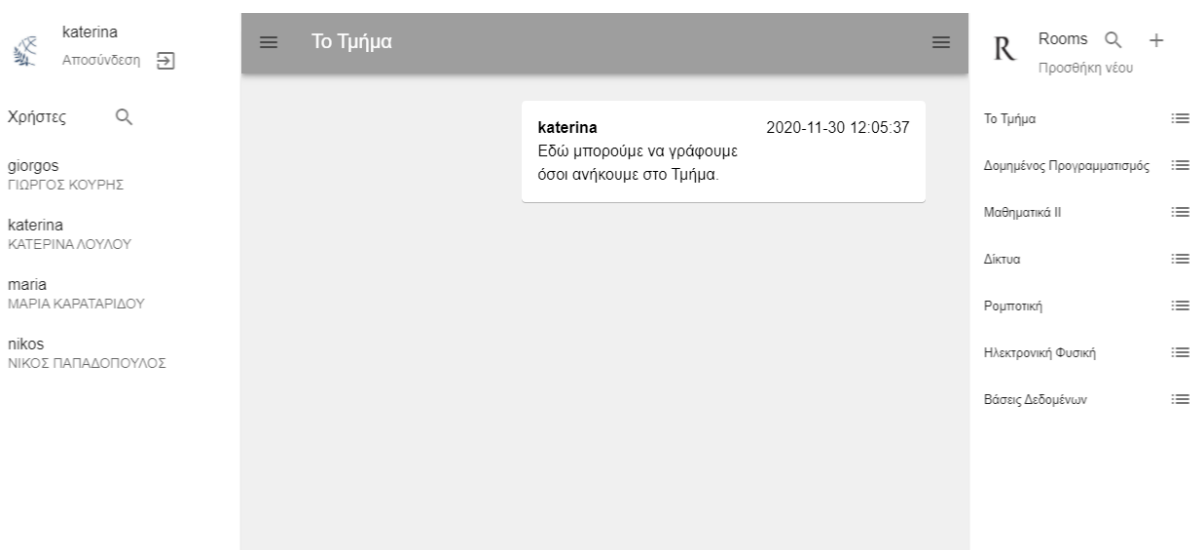 katerina
Αποσύνδεση
Χρήστες
giorgos
ΓΙΩΡΓΟΣ ΚΟΥΡΗΣ
katerina
ΚΑΤΕΡΙΝΑ ΛΟΥΛΟΥ
maria
ΜΑΡΙΑ ΚΑΡΑΤΑΡΙΔΟΥ
nikos
ΝΙΚΟΣ ΠΑΠΑΔΟΠΟΥΛΟΣ
Το Τμήμα
katerina 2020-11-30 12:05:37
Εδώ μπορούμε να γράφουμε
όσοι ανήκουμε στο Τμήμα.
R
Rooms
Προσθήκη νέου
Το Τμήμα
Δομημένος Προγραμματισμός
Μαθηματικά ΙΙ
Δίκτυα
Ρομποτική
Ηλεκτρονική Φυσική
Βάσεις Δεδομένων